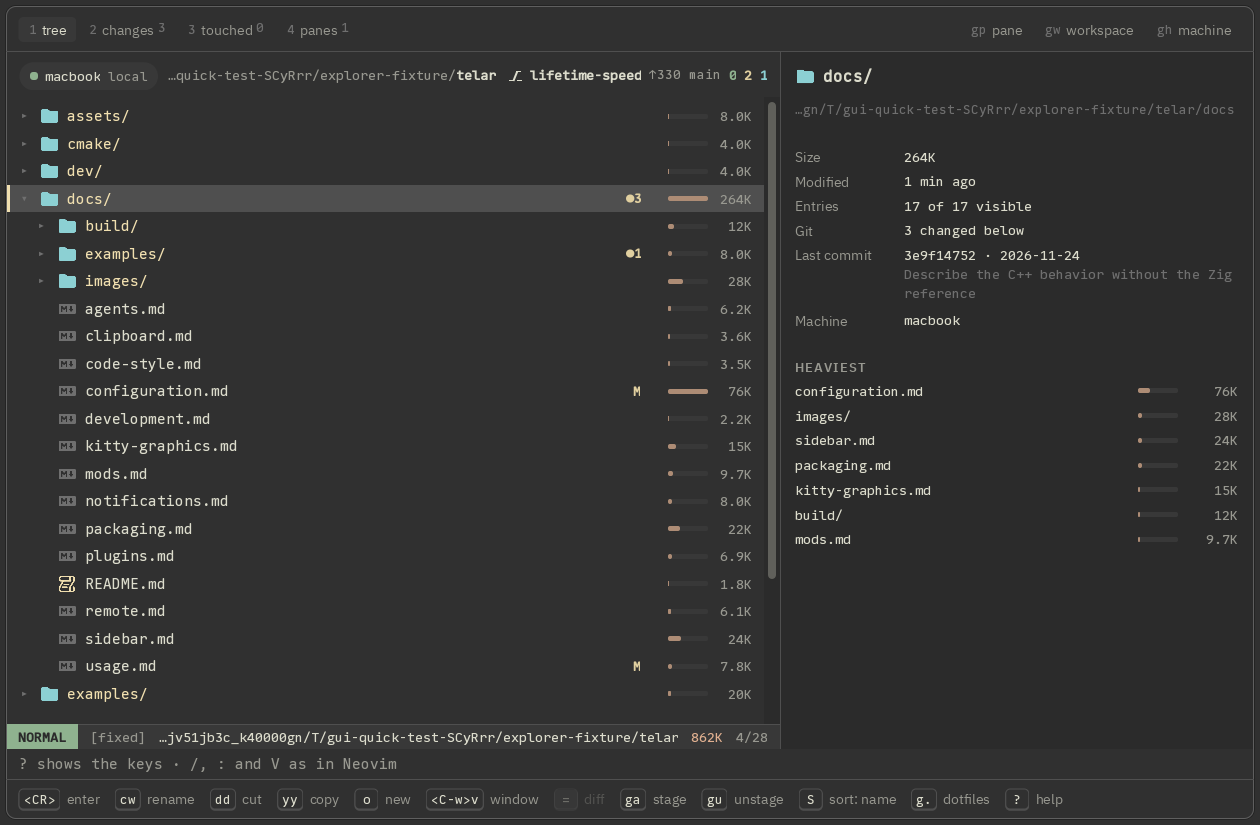 1 tree 2 changes 3 3 touched 0 4 panes 1 gp pane gw workspace gh machine
macbook local …quick-test-SCyRrr/explorer-fixture/telar lifetime-speed ↑330 main 0 2 1
assets/ 8.0K
cmake/ 4.0K
dev/ 4.0K
docs/ ●3 264K
build/ 12K
examples/ ●1 8.0K
images/ 28K
agents.md 6.2K
clipboard.md 3.6K
code-style.md 3.5K
configuration.md M 76K
development.md 2.2K
kitty-graphics.md 15K
mods.md 9.7K
notifications.md 8.0K
packaging.md 22K
plugins.md 6.9K
README.md 1.8K
remote.md 6.1K
sidebar.md 24K
usage.md M 7.8K
examples/ 20K
docs/
…gn/T/gui-quick-test-SCyRrr/explorer-fixture/telar/docs
Size 264K
Modified 1 min ago
Entries 17 of 17 visible
Git 3 changed below
Last commit 3e9f14752 · 2026-11-24
Describe the C++ behavior without the Zig
reference
Machine macbook
HEAVIEST
configuration.md 76K
images/ 28K
sidebar.md 24K
packaging.md 22K
kitty-graphics.md 15K
build/ 12K
mods.md 9.7K
NORMAL [fixed] …jv51jb3c_k40000gn/T/gui-quick-test-SCyRrr/explorer-fixture/telar 862K 4/28
? shows the keys · /, : and V as in Neovim
<CR> enter cw rename dd cut yy copy o new <C-w>v window = diff ga stage gu unstage S sort: name g. dotfiles ? help